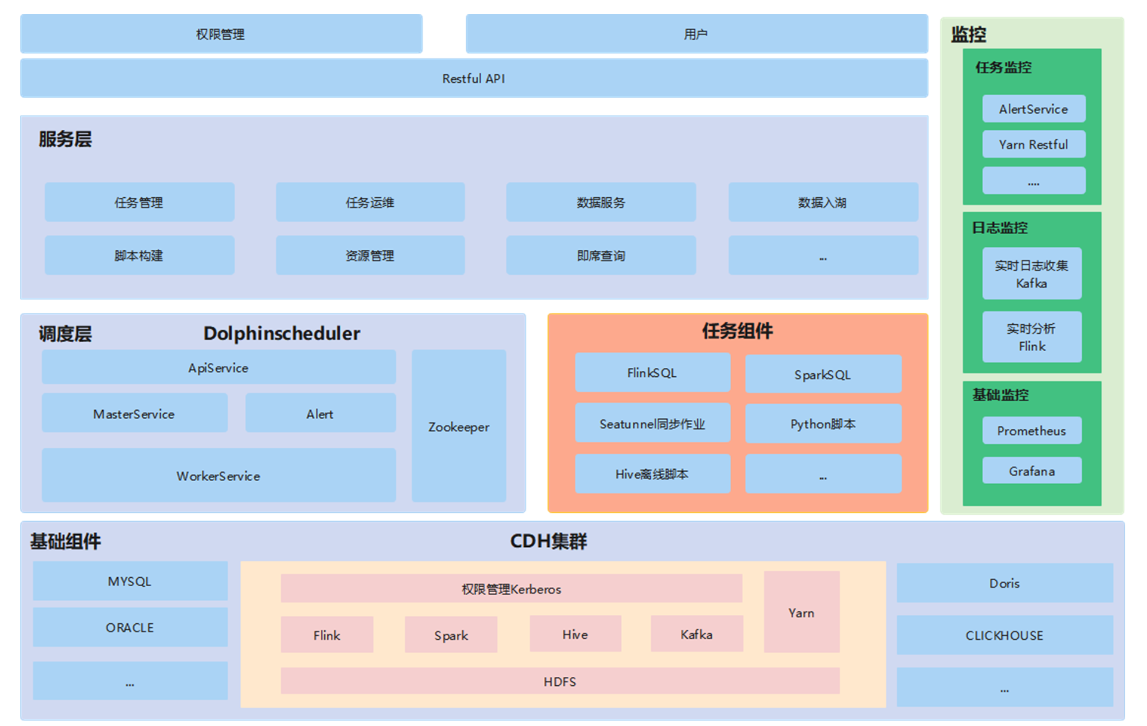 权限管理
用户
Restful API
服务层
任务管理
任务运维
数据服务
数据入湖
脚本构建
资源管理
即席查询
...
调度层
Dolphinscheduler
ApiService
MasterService
Alert
WorkerService
Zookeeper
任务组件
FlinkSQL
SparkSQL
Seatunnel同步作业
Python脚本
Hive离线脚本
...
监控
任务监控
AlertService
Yarn Restful
....
日志监控
实时日志收集
Kafka
实时分析
Flink
基础监控
Prometheus
Grafana
基础组件
CDH集群
MYSQL
ORACLE
...
权限管理Kerberos
Yarn
Flink
Spark
Hive
Kafka
HDFS
Doris
CLICKHOUSE
...